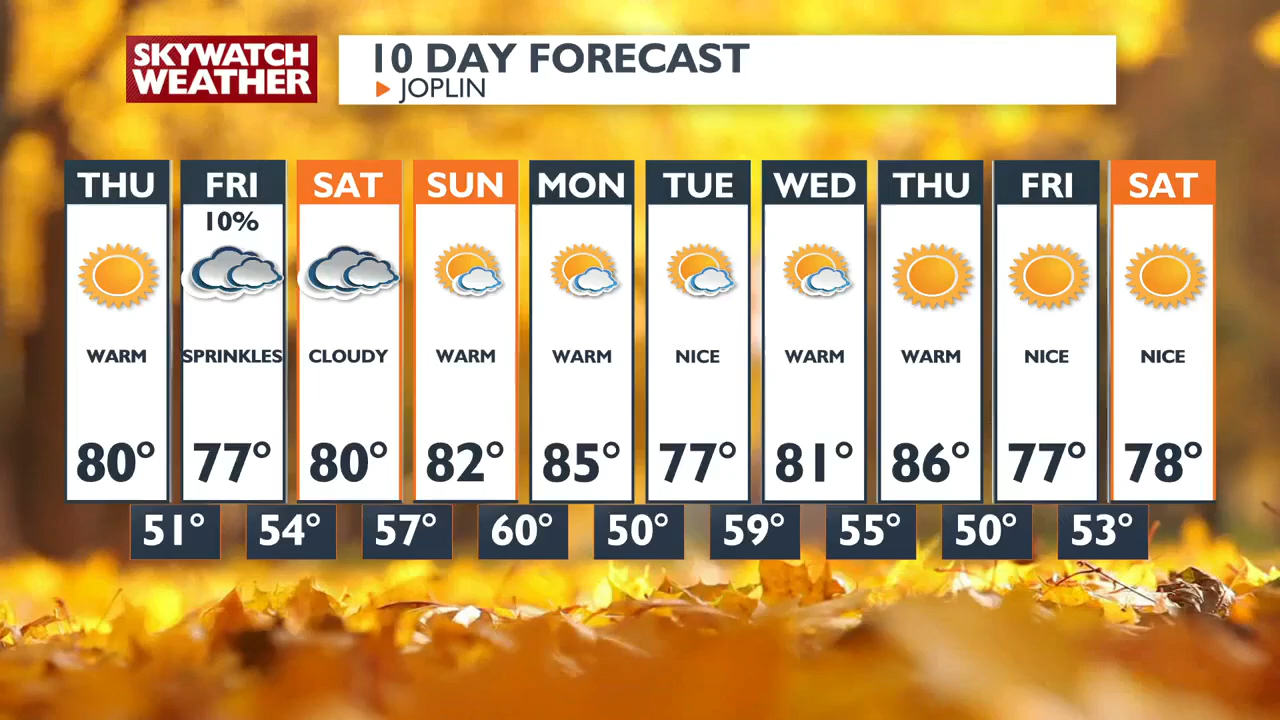 SKYWATCH
WEATHER
10 DAY FORECAST
JOPLIN
THU FRI SAT SUN MON TUE WED THU FRI SAT
10%
WARM SPRINKLES CLOUDY WARM WARM NICE WARM WARM NICE NICE
80° 77° 80° 82° 85° 77° 81° 86° 77° 78°
51° 54° 57° 60° 50° 59° 55° 50° 53°